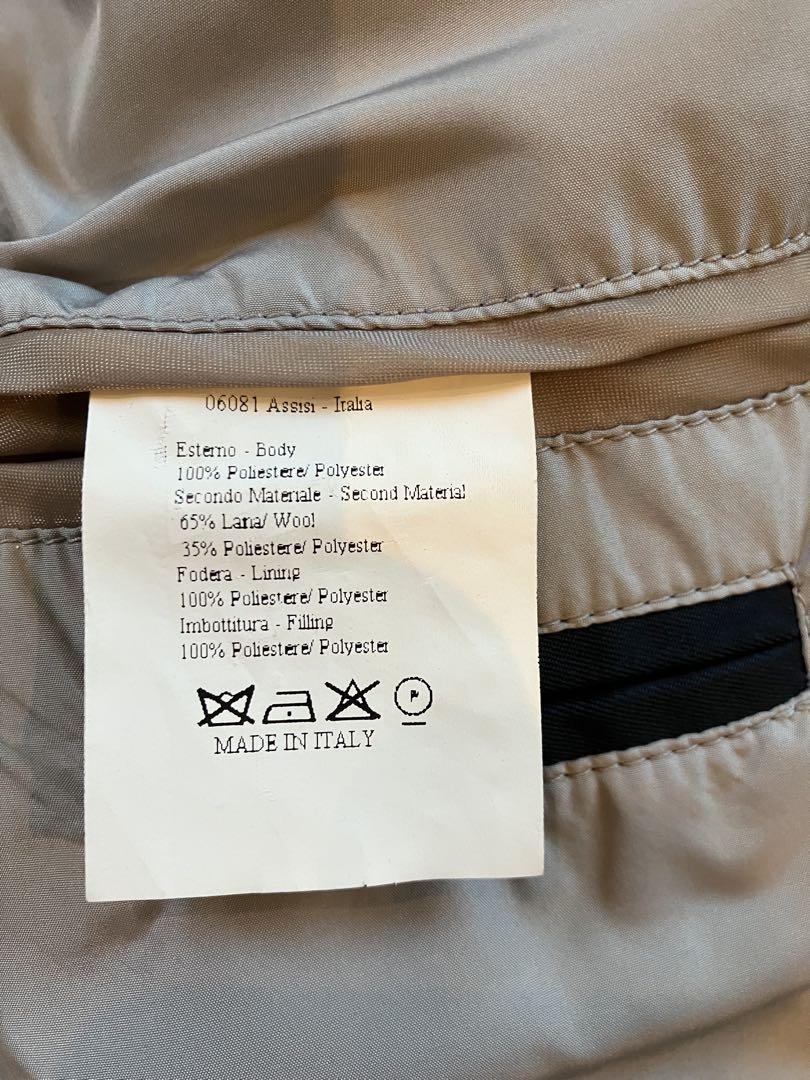 06081 Assisi - Italia
Esterno - Body
100% Poliestere/ Polyester
Secondo Materiale - Second Material
65% Lana/ Wool
35% Poliestere/ Polyester
Fodera - Lining
100% Poliestere/ Polyester
Imbottitura - Filling
100% Poliestere/ Polyester
P
MADE IN ITALY